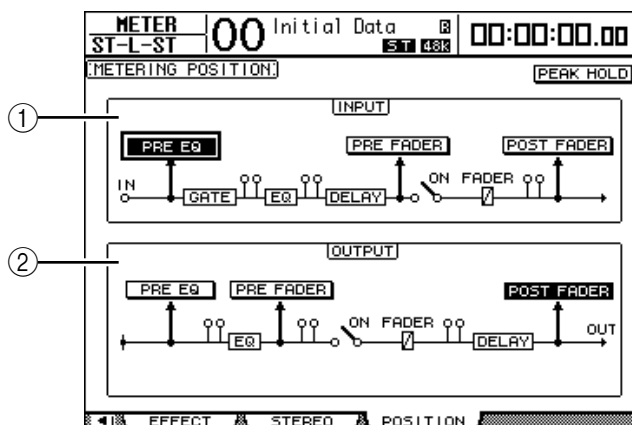 METER
ST-L-ST
00 Initial Data R
ST 48k
00:00:00.00
METERING POSITION
PEAK HOLD
1
INPUT
PRE EQ PRE FADER POST FADER
IN GATE EQ DELAY ON FADER
2
OUTPUT
PRE EQ PRE FADER POST FADER
EQ ON FADER DELAY OUT
EFFECT STEREO POSITION